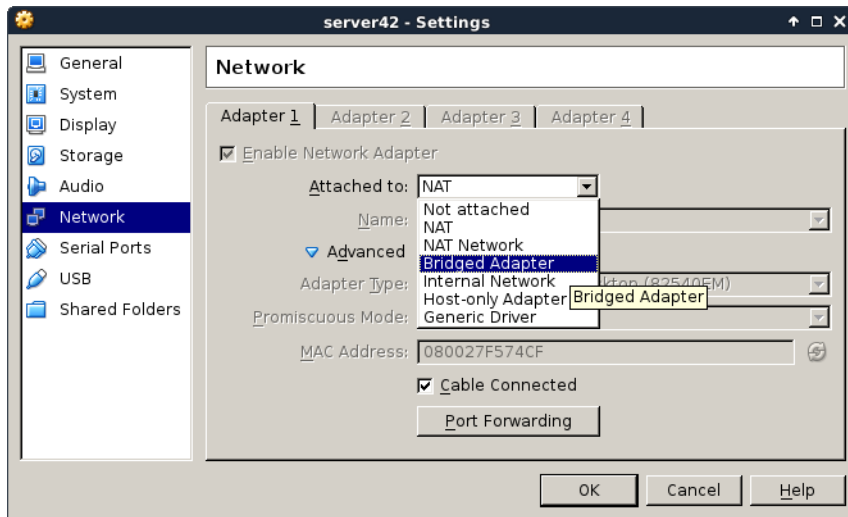 server42 - Settings
General
System
Display
Storage
Audio
Network
Serial Ports
USB
Shared Folders
Network
Adapter 1 Adapter 2 Adapter 3 Adapter 4
Enable Network Adapter
Attached to: NAT
Not attached
NAT
NAT Network
Bridged Adapter
Internal Network
Host-only Adapter
Generic Driver
Name:
Advanced
Adapter Type: (82540EM)
Bridged Adapter
Promiscuous Mode:
MAC Address: 080027F574CF
Cable Connected
Port Forwarding
OK Cancel Help